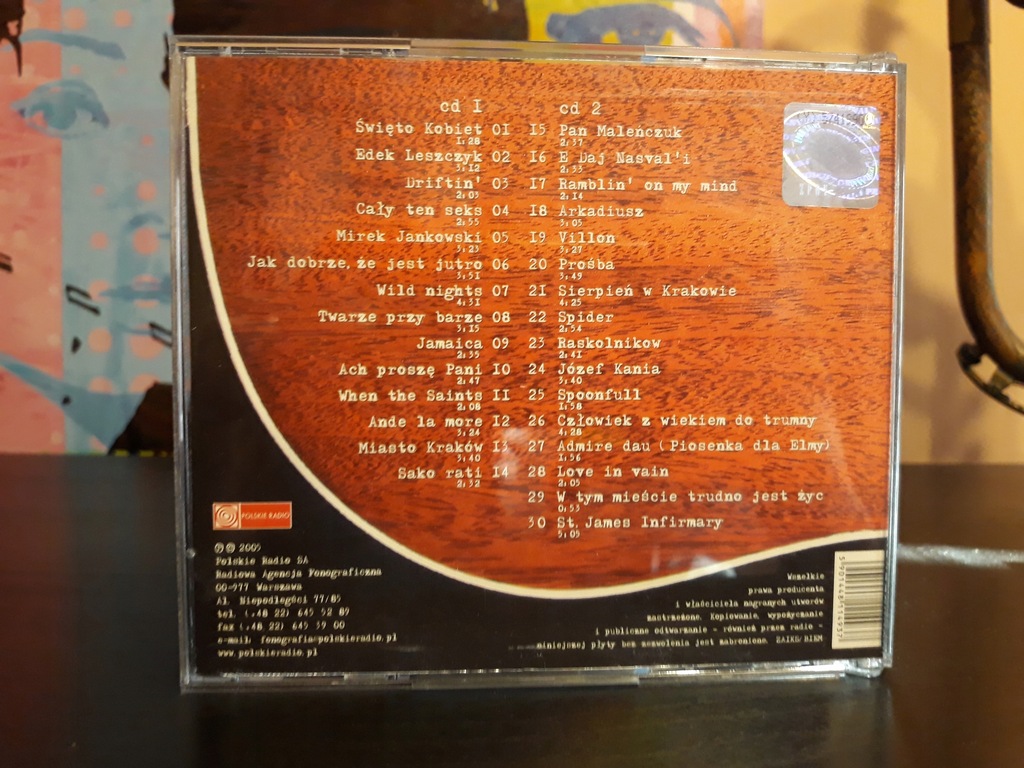 cd 1
Święto Kobiet 01
1:28
Edek Leszczyk 02
3:12
Driftin' 03
2:05
Cały ten seks 04
2:55
Mirek Jankowski 05
3:23
Jak dobrze, że jest jutro 06
3:51
Wild nights 07
4:31
Twarze przy barze 08
3:15
Jamaica 09
2:35
Ach proszę Pani 10
2:47
When the Saints 11
2:08
Ande la more 12
3:24
Miasto Kraków 13
3:40
Sako rati 14
2:32
cd 2
15 Pan Maleńczuk
2:37
16 E Daj Nasval'i
2:53
17 Ramblin' on my mind
2:14
18 Arkadiusz
3:05
19 Villon
3:27
20 Prośba
3:49
21 Sierpień w Krakowie
4:25
22 Spider
2:54
23 Raskolnikow
2:41
24 Józef Kania
3:40
25 Spoonfull
1:58
26 Człowiek z wiekiem do trumny
4:28
27 Admire dau (Piosenka dla Elmy)
1:56
28 Love in vain
2:05
29 W tym mieście trudno jest życ
0:53
30 St. James Infirmary
5:05
POLSKIE RADIO
℗ © 2005
Polskie Radio SA
Radiowa Agencja Fonograficzna
00-977 Warszawa
Al. Niepodległości 77/85
tel. (+48 22) 645 52 89
fax (+48 22) 645 59 00
e-mail: fonografia@polskieradio.pl
www.polskieradio.pl
Wszelkie
prawa producenta
i właściciela nagranych utworów
zastrzeżone. Kopiowanie, wypożyczanie
i publiczne odtwarzanie - również przez radio -
niniejszej płyty bez zezwolenia jest zabronione. ZAIKS/BIEM
5901448114937